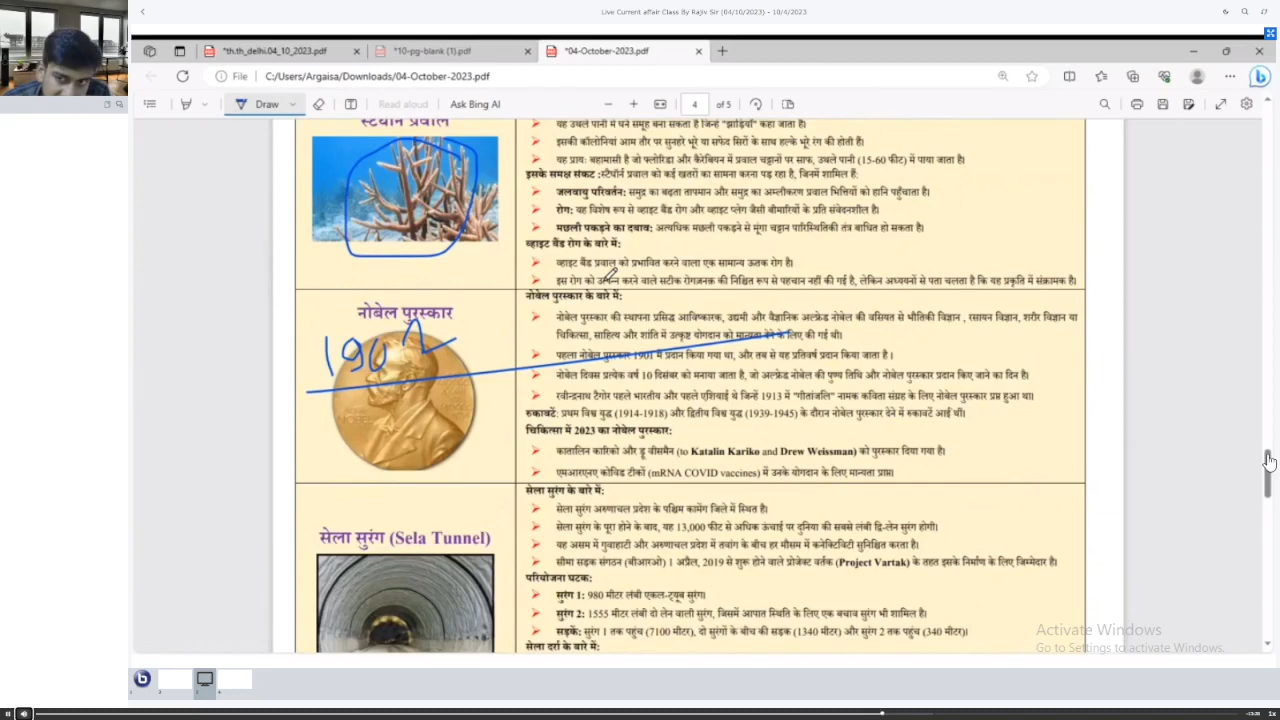 Live Current affair Class By Rajiv Sir (04/10/2023) - 10/4/2023
*th.th_delhi.04_10_2023.pdf
*10-pg-blank (1).pdf
*04-October-2023.pdf
File
C:/Users/Argaisa/Downloads/04-October-2023.pdf
Draw
Read aloud
Ask Bing AI
4
of 5
स्टैघॉर्न प्रवाल
यह उथले पानी में घने समूह बना सकता है जिन्हें "झाड़ियाँ" कहा जाता है।
इसकी कॉलोनियां आम तौर पर सुनहरे भूरे या सफेद सिरों के साथ हल्के भूरे रंग की होती हैं।
यह प्रायः बहामासी है जो फ्लोरिडा और कैरेबियन में प्रवाल चट्टानों पर साफ, उथले पानी (15-60 फीट) में पाया जाता है।
इसके समक्ष संकट :स्टैघॉर्न प्रवाल को कई खतरों का सामना करना पड़ रहा है, जिनमें शामिल हैं:
जलवायु परिवर्तन: समुद्र का बढ़ता तापमान और समुद्र का अम्लीकरण प्रवाल भित्तियों को हानि पहुँचाता है।
रोग: यह विशेष रूप से व्हाइट बैंड रोग और व्हाइट प्लेग जैसी बीमारियों के प्रति संवेदनशील है।
मछली पकड़ने का दबाव: अत्यधिक मछली पकड़ने से मूंगा चट्टान पारिस्थितिकी तंत्र बाधित हो सकता है।
व्हाइट बैंड रोग के बारे में:
व्हाइट बैंड प्रवाल को प्रभावित करने वाला एक सामान्य ऊतक रोग है।
इस रोग को उत्पन्न करने वाले सटीक रोगज़नक़ की निश्चित रूप से पहचान नहीं की गई है, लेकिन अध्ययनों से पता चलता है कि यह प्रकृति में संक्रामक है।
नोबेल पुरस्कार
1901
नोबेल पुरस्कार के बारे में:
नोबेल पुरस्कार की स्थापना प्रसिद्ध आविष्कारक, उद्यमी और वैज्ञानिक अल्फ्रेड नोबेल की वसियत से भौतिकी विज्ञान , रसायन विज्ञान, शरीर विज्ञान या
चिकित्सा, साहित्य और शांति में उत्कृष्ट योगदान को मान्यता देने के लिए की गई थी।
पहला नोबेल पुरस्कार 1901 में प्रदान किया गया था, और तब से यह प्रतिवर्ष प्रदान किया जाता है ।
नोबेल दिवस प्रत्येक वर्ष 10 दिसंबर को मनाया जाता है, जो अल्फ्रेड नोबेल की पुण्य तिथि और नोबेल पुरस्कार प्रदान किए जाने का दिन है।
रवीन्द्रनाथ टैगोर पहले भारतीय और पहले एशियाई थे जिन्हें 1913 में "गीतांजलि" नामक कविता संग्रह के लिए नोबेल पुरस्कार प्राप्त हुआ था।
रुकावटें: प्रथम विश्व युद्ध (1914-1918) और द्वितीय विश्व युद्ध (1939-1945) के दौरान नोबेल पुरस्कार देने में रुकावटें आई थीं।
चिकित्सा में 2023 का नोबेल पुरस्कार:
कातालिन कारिको और ड्रू वीसमैन (to Katalin Kariko and Drew Weissman) को पुरस्कार दिया गया है।
एमआरएनए कोविड टीकों (mRNA COVID vaccines) में उनके योगदान के लिए मान्यता प्राप्त।
सेला सुरंग (Sela Tunnel)
सेला सुरंग के बारे में:
सेला सुरंग अरुणाचल प्रदेश के पश्चिम कामेंग जिले में स्थित है।
सेला सुरंग के पूरा होने के बाद, यह 13,000 फीट से अधिक ऊंचाई पर दुनिया की सबसे लंबी द्वि-लेन सुरंग होगी।
यह असम में गुवाहाटी और अरुणाचल प्रदेश में तवांग के बीच हर मौसम में कनेक्टिविटी सुनिश्चित करता है।
सीमा सड़क संगठन (बीआरओ) 1 अप्रैल, 2019 से शुरू होने वाले प्रोजेक्ट वर्तक (Project Vartak) के तहत इसके निर्माण के लिए जिम्मेदार है।
परियोजना घटक:
सुरंग 1: 980 मीटर लंबी एकल-ट्यूब सुरंग।
सुरंग 2: 1555 मीटर लंबी दो लेन वाली सुरंग, जिसमें आपात स्थिति के लिए एक बचाव सुरंग भी शामिल है।
सड़कें: सुरंग 1 तक पहुंच (7100 मीटर), दो सुरंगों के बीच की सड़क (1340 मीटर) और सुरंग 2 तक पहुंच (340 मीटर)।
सेला दर्रा के बारे में:
Activate Windows
Go to Settings to activate Windows.
1x